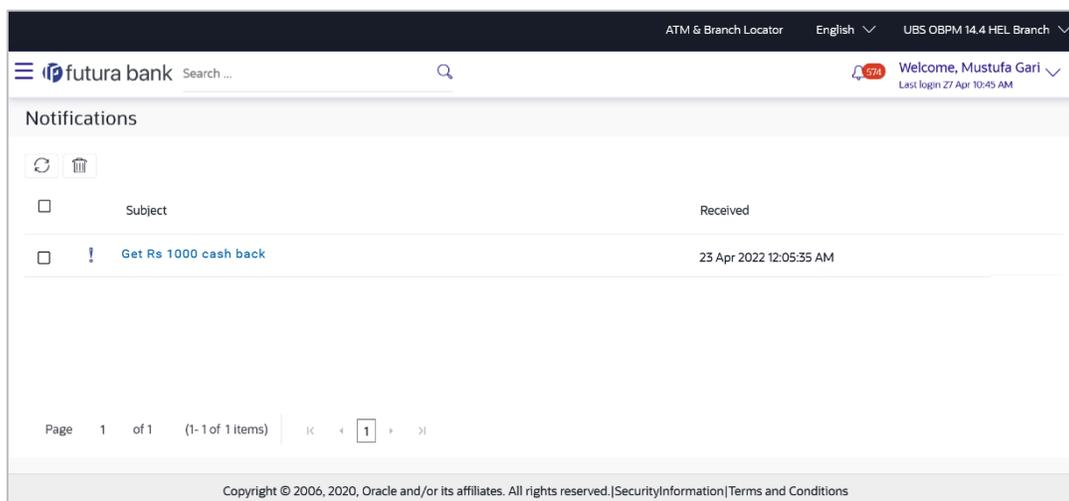 ATM & Branch Locator English UBS OBPM 14.4 HEL Branch
futura bank Search ... 574 Welcome, Mustufa Gari
Last login 27 Apr 10:45 AM
Notifications
Subject Received
! Get Rs 1000 cash back 23 Apr 2022 12:05:35 AM
Page 1 of 1 (1-1 of 1 items) 1
Copyright © 2006, 2020, Oracle and/or its affiliates. All rights reserved.|SecurityInformation|Terms and Conditions